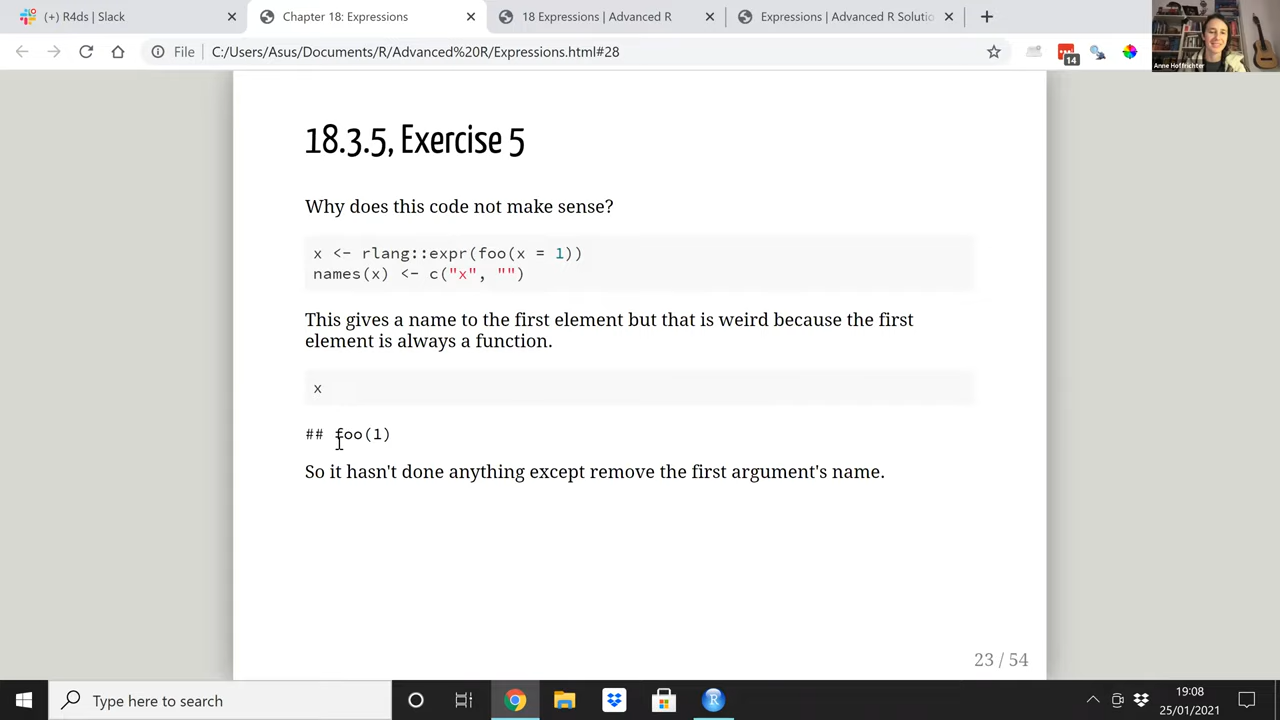 (+) R4ds | Slack
Chapter 18: Expressions
18 Expressions | Advanced R
Expressions | Advanced R Solutio
File
C:/Users/Asus/Documents/R/Advanced%20R/Expressions.html#28
14
Anne Hoffrichter
18.3.5, Exercise 5
Why does this code not make sense?
x <- rlang::expr(foo(x = 1))
names(x) <- c("x", "")
This gives a name to the first element but that is weird because the first
element is always a function.
x
## foo(1)
So it hasn't done anything except remove the first argument's name.
23 / 54
Type here to search
19:08
25/01/2021